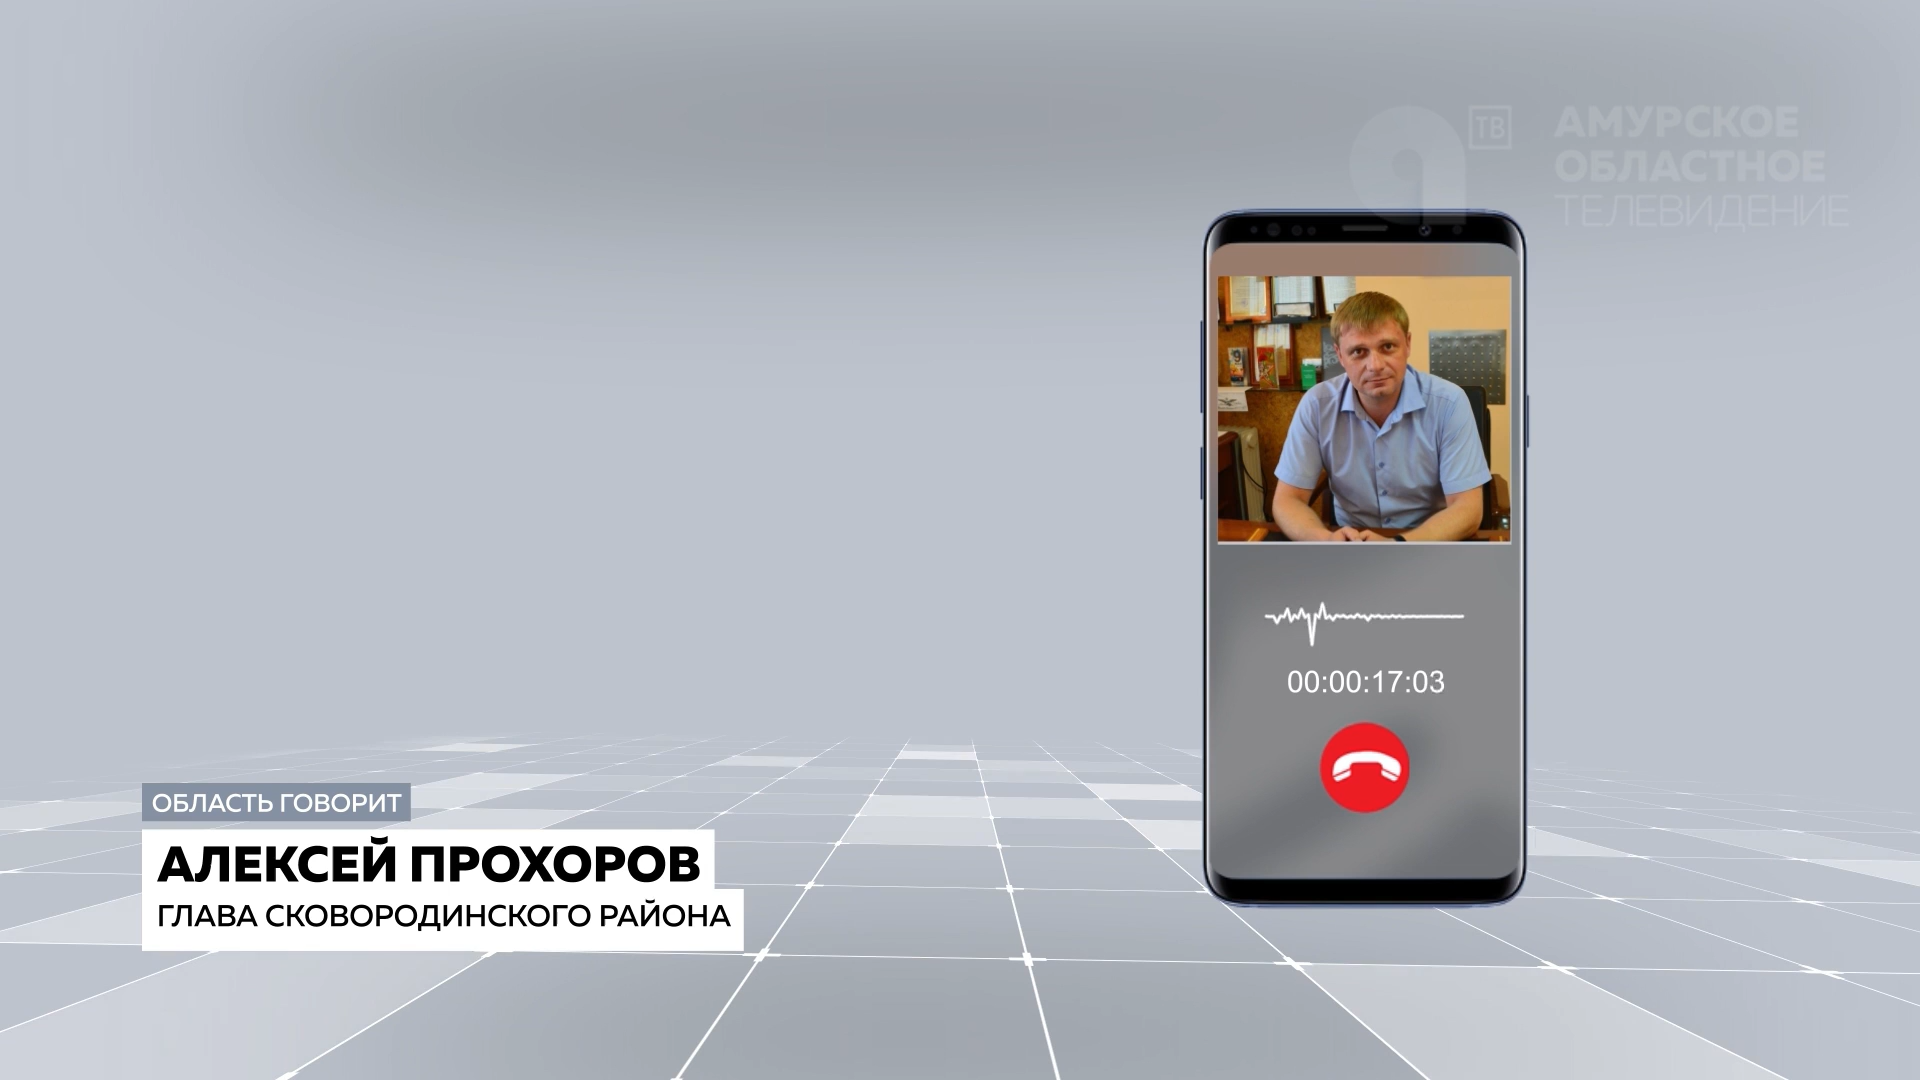 ТВ
АМУРСКОЕ
ОБЛАСТНОЕ
ТЕЛЕВИДЕНИЕ
00:00:17:03
ОБЛАСТЬ ГОВОРИТ
АЛЕКСЕЙ ПРОХОРОВ
ГЛАВА СКОВОРОДИНСКОГО РАЙОНА